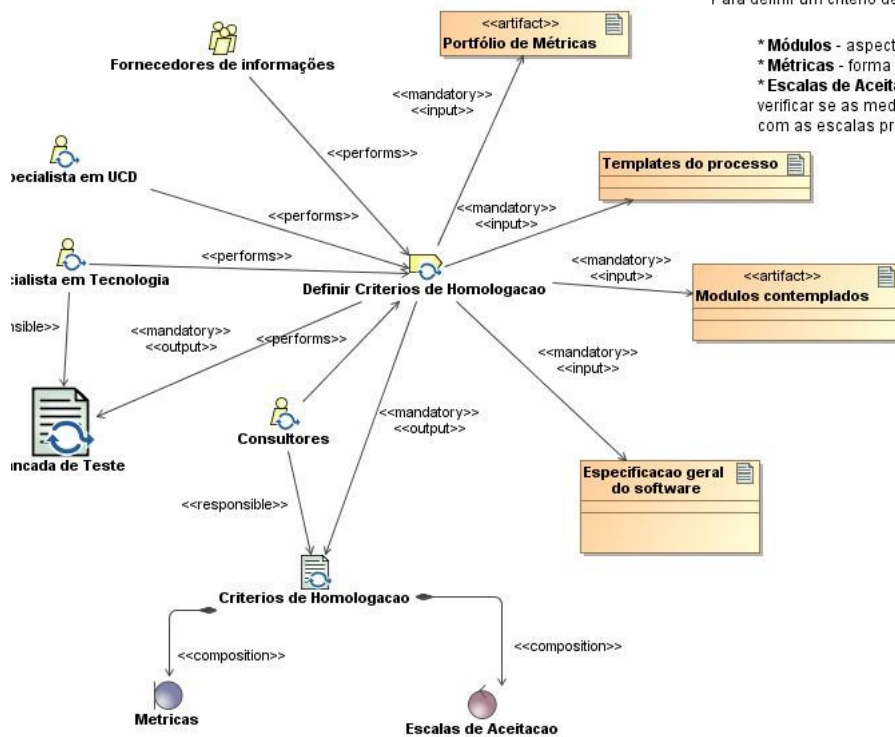 Para definir um critério de
<<artifact>>
Portfólio de Métricas
Fornecedores de informações
* Módulos - aspect
* Métricas - forma
* Escalas de Aceita
verificar se as med
com as escalas pr
<<mandatory>>
<<input>>
<<performs>>
Templates do processo
pecialista em UCD
<<performs>>
<<mandatory>>
<<input>>
<<performs>>
cialista em Tecnologia
Definir Criterios de Homologacao
<<mandatory>>
<<input>>
<<artifact>>
Modulos contemplados
nsible>>
<<mandatory>>
<<output>>
<<performs>>
<<mandatory>>
<<input>>
Consultores
<<mandatory>>
<<output>>
ancada de Teste
Especificacao geral
do software
<<responsible>>
Criterios de Homologacao
<<composition>>
<<composition>>
Metricas
Escalas de Aceitacao